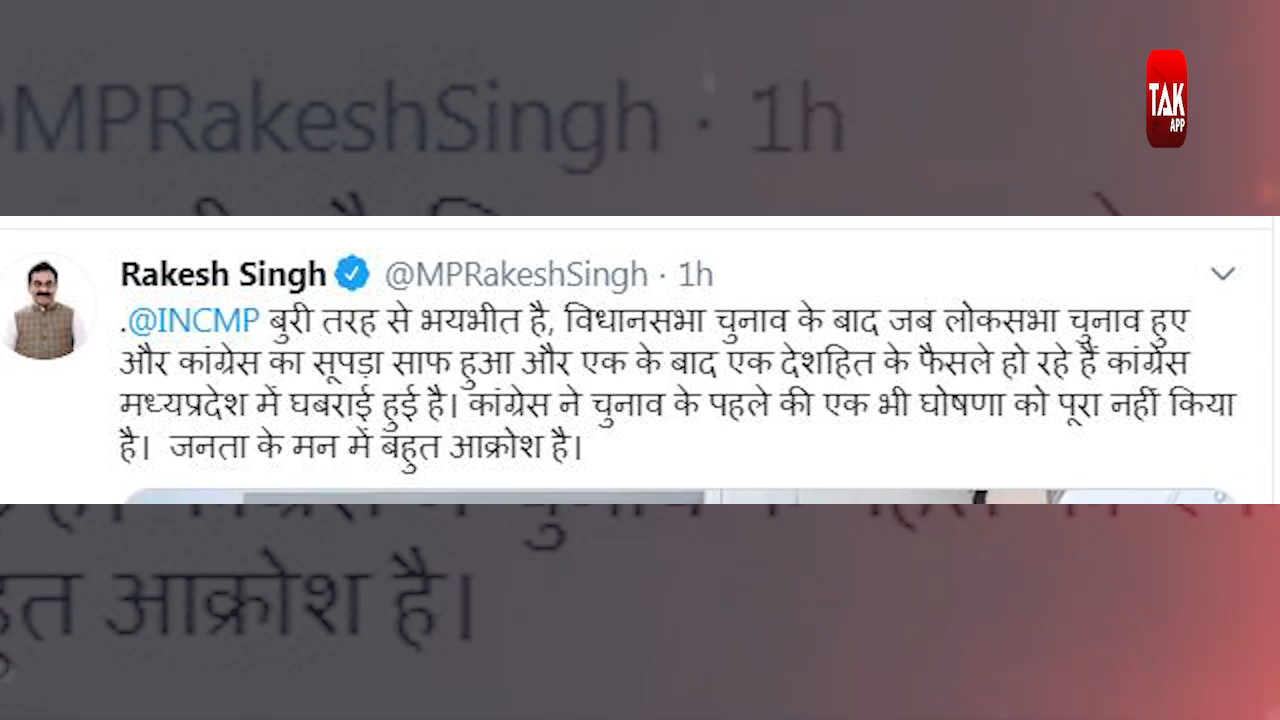 @MPRakeshSingh · 1h
TAK
APP
Rakesh Singh @MPRakeshSingh · 1h
.@INCMP बुरी तरह से भयभीत है, विधानसभा चुनाव के बाद जब लोकसभा चुनाव हुए
और कांग्रेस का सूपड़ा साफ हुआ और एक के बाद एक देशहित के फैसले हो रहे हैं कांग्रेस
मध्यप्रदेश में घबराई हुई है। कांग्रेस ने चुनाव के पहले की एक भी घोषणा को पूरा नहीं किया
है। जनता के मन में बहुत आक्रोश है।
आक्रोश है।